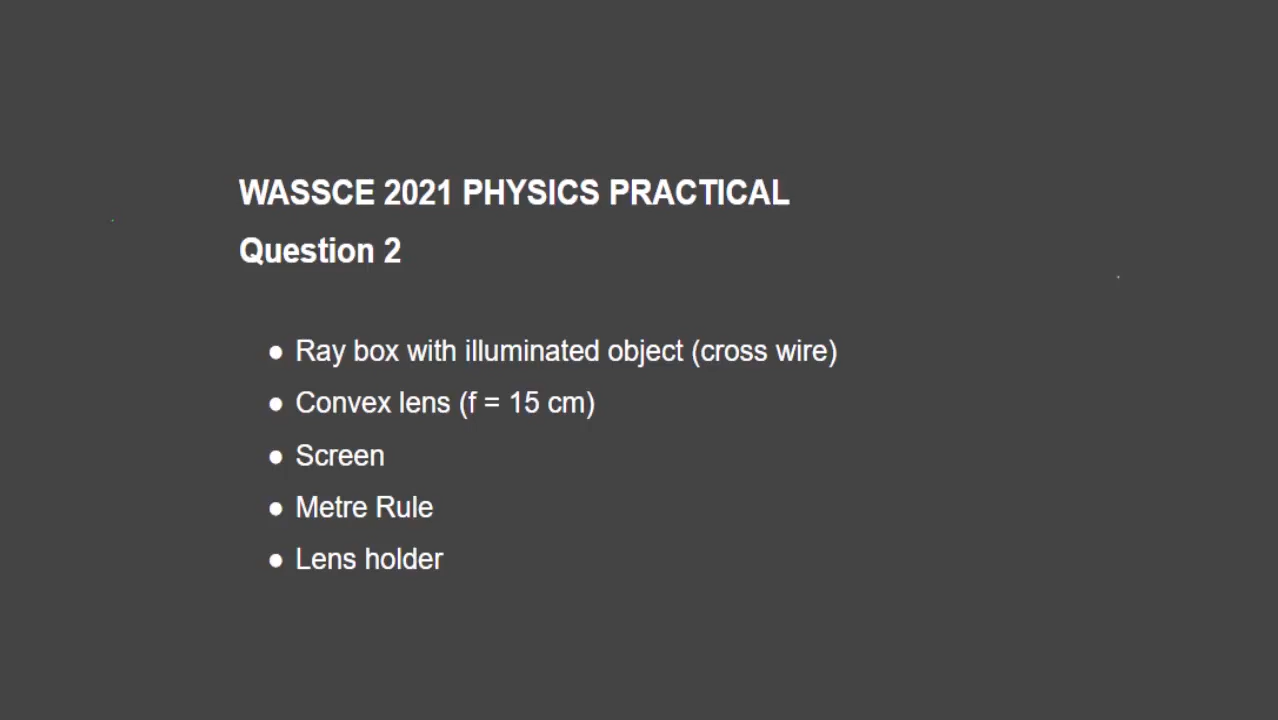 WASSCE 2021 PHYSICS PRACTICAL
Question 2
● Ray box with illuminated object (cross wire)
● Convex lens (f = 15 cm)
● Screen
● Metre Rule
● Lens holder